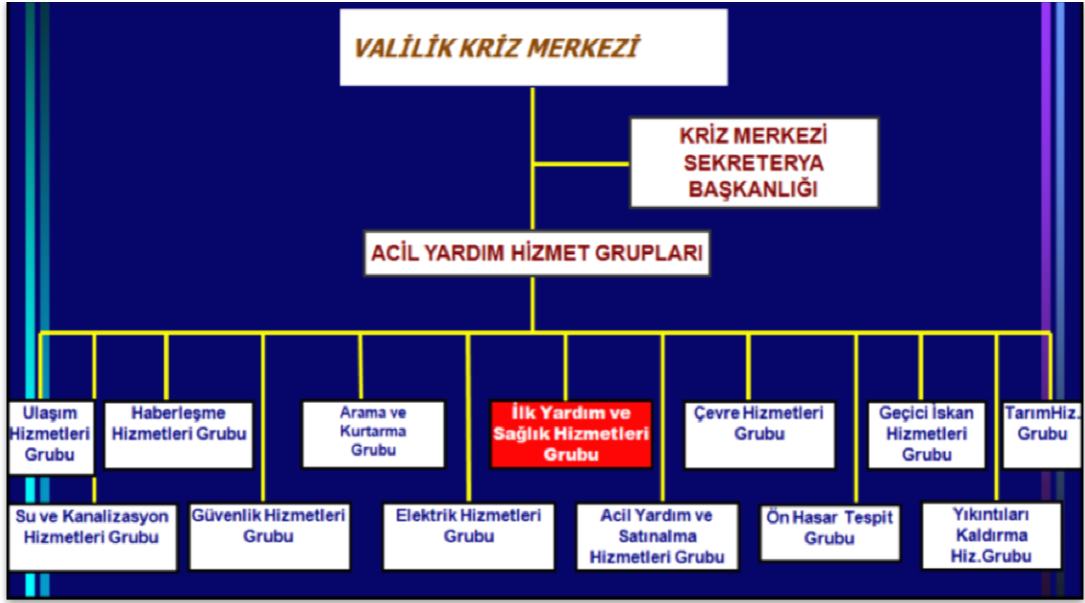 VALİLİK KRİZ MERKEZİ
KRİZ MERKEZİ
SEKRETERYA
BAŞKANLIĞI
ACİL YARDIM HİZMET GRUPLARI
Ulaşım
Hizmetleri
Grubu
Haberleşme
Hizmetleri Grubu
Arama ve
Kurtarma
Grubu
İlk Yardım ve
Sağlık Hizmetleri
Grubu
Çevre Hizmetleri
Grubu
Geçici İskan
Hizmetleri
Grubu
TarımHiz.
Grubu
Su ve Kanalizasyon
Hizmetleri Grubu
Güvenlik Hizmetleri
Grubu
Elektrik Hizmetleri
Grubu
Acil Yardım ve
Satınalma
Hizmetleri Grubu
Ön Hasar Tespit
Grubu
Yıkıntıları
Kaldırma
Hiz.Grubu